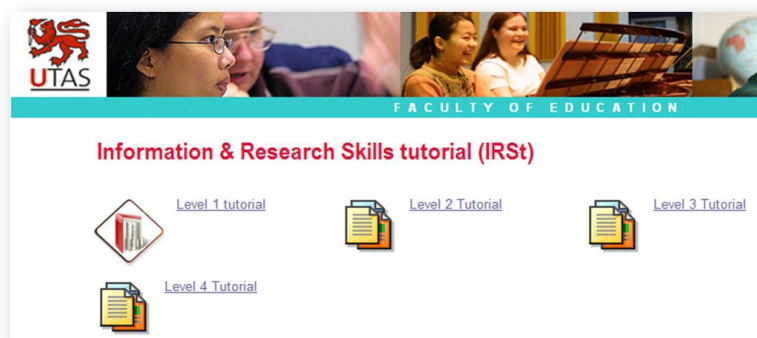 UTAS
FACULTY OF EDUCATION
Information & Research Skills tutorial (IRSt)
Level 1 tutorial
Level 2 Tutorial
Level 3 Tutorial
Level 4 Tutorial